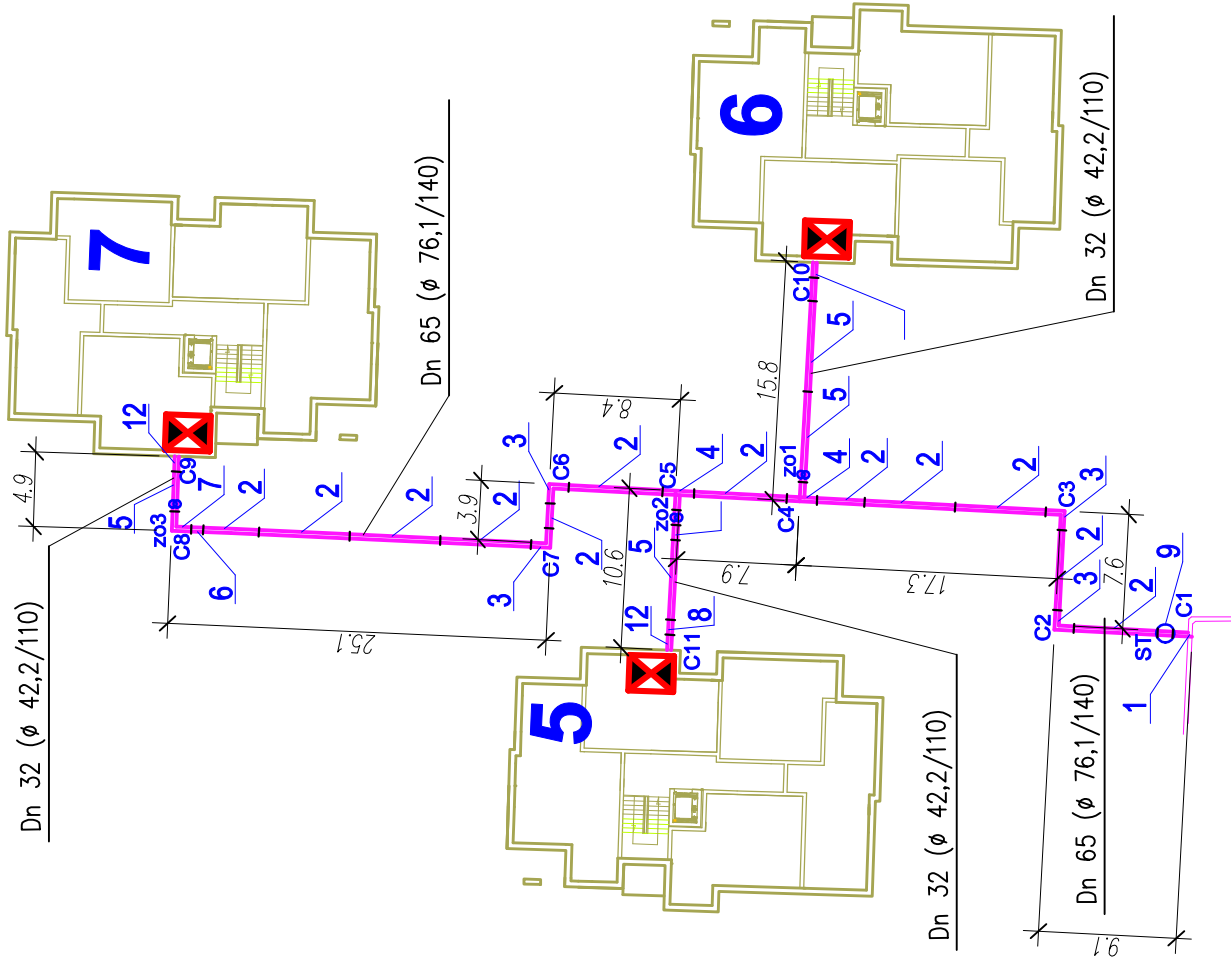 7
6
5
Dn 32 (ø 42,2/110)
Dn 65 (ø 76,1/140)
Dn 32 (ø 42,2/110)
Dn 32 (ø 42,2/110)
Dn 65 (ø 76,1/140)
4.9
12
C9
5
zo3
C8
7
2
6
2
2
2
25.1
3
C7
3.9
3
C6
2
2
8.4
10.6
C5
zo2
4
2
5
12
8
C11
7.9
15.8
C10
5
5
zo1
C4
4
2
2
2
17.3
C3
3
2
7.6
3
C2
2
9
C1
ST
1
9.1